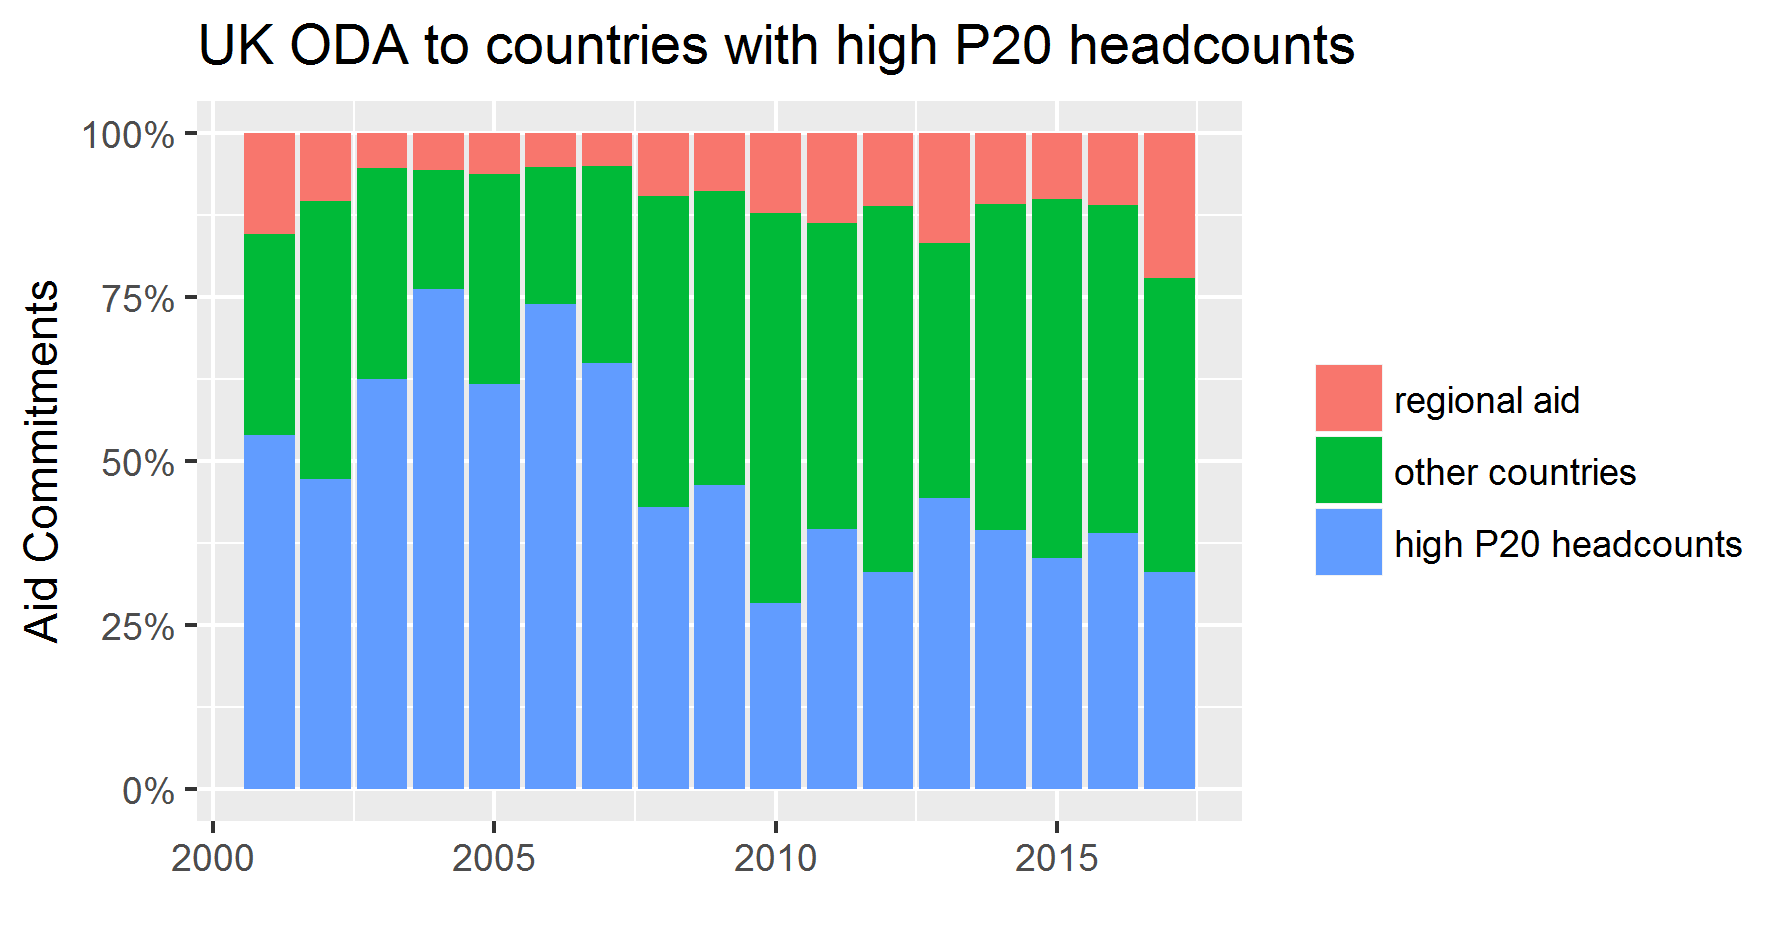 UK ODA to countries with high P20 headcounts
Aid Commitments
100%
75%
50%
25%
0%
2000 2005 2010 2015
regional aid
other countries
high P20 headcounts